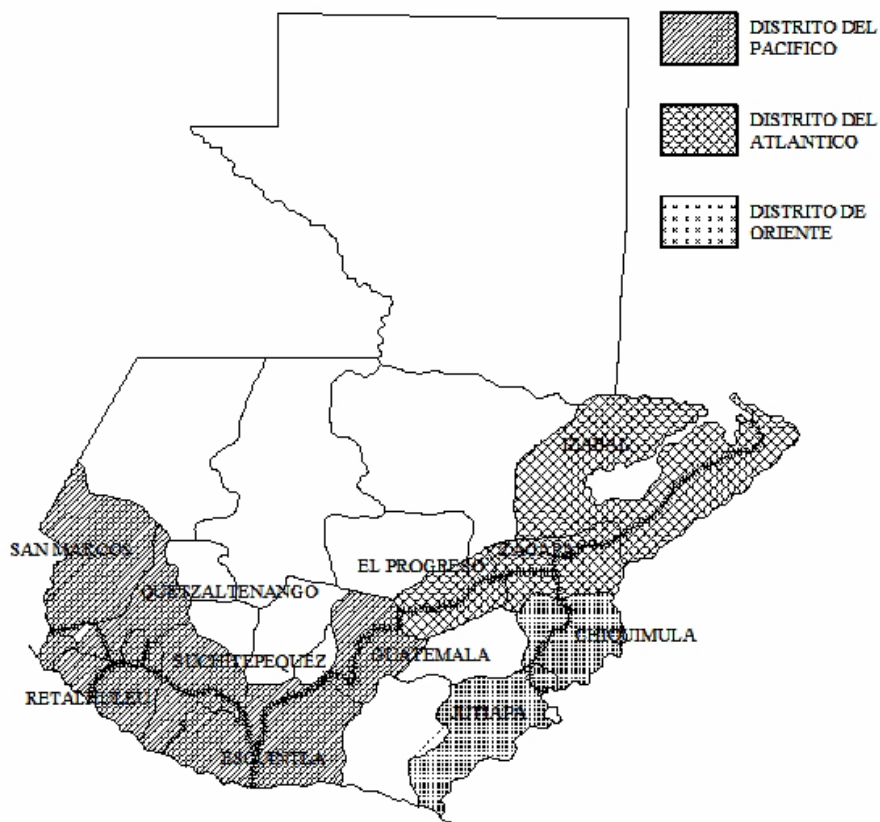 DISTRITO DEL
PACIFICO
DISTRITO DEL
ATLANTICO
DISTRITO DE
ORIENTE
IZABAL
SAN MARCOS
ZACAPA
EL PROGRESO
QUETZALTENANGO
CHIQUIMULA
GUATEMALA
SUCHITEPEQUEZ
RETALHULEU
JUTIAPA
ESCUINTLA